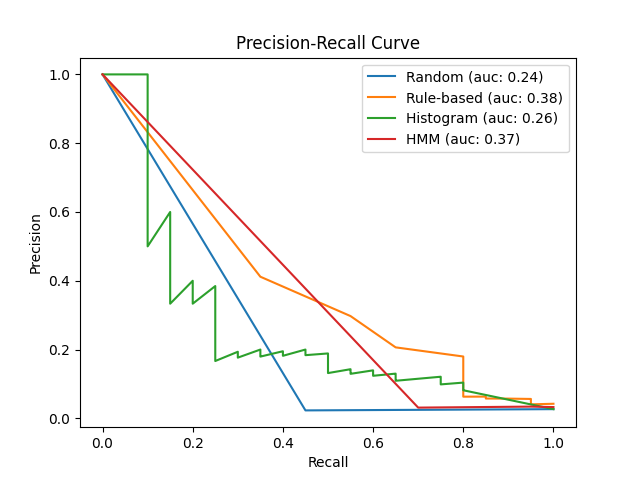 Precision-Recall Curve
Random (auc: 0.24)
Rule-based (auc: 0.38)
Histogram (auc: 0.26)
HMM (auc: 0.37)
Precision
1.0
0.8
0.6
0.4
0.2
0.0
0.0 0.2 0.4 0.6 0.8 1.0
Recall